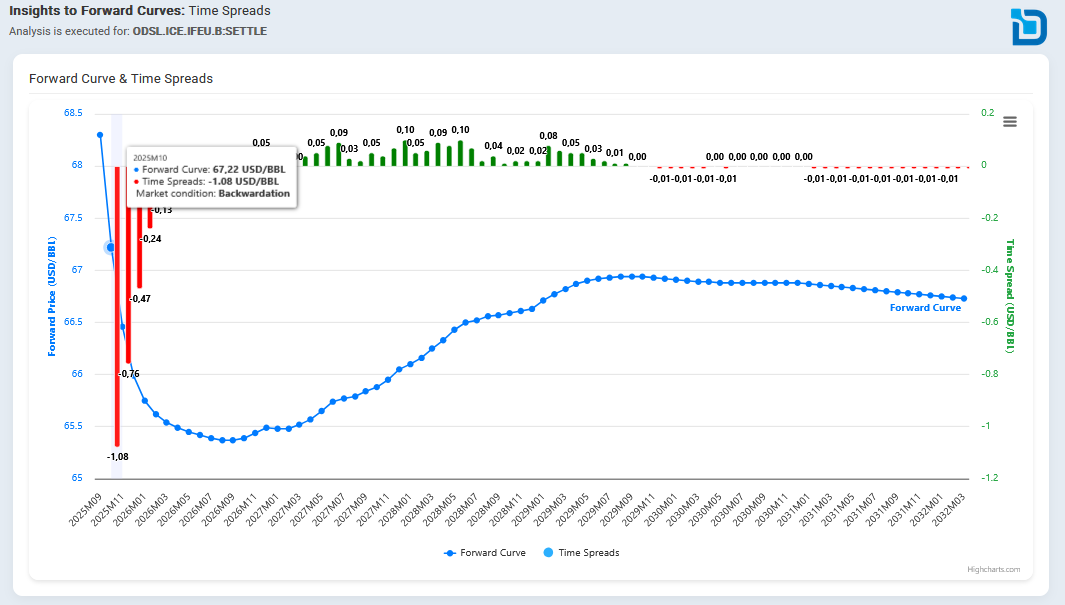 Insights to Forward Curves: Time Spreads
Analysis is executed for: ODSL.ICE.IFEU.B:SETTLE
Forward Curve & Time Spreads
68.5
68
67.5
67
66.5
66
65.5
65
Forward Price (USD/BBL)
0.2
0
-0.2
-0.4
-0.6
-0.8
-1
-1.2
Time Spread (USD/BBL)
2025M10
Forward Curve: 67,22 USD/BBL
Time Spreads: -1.08 USD/BBL
Market condition: Backwardation
-1,08
-0,76
-0,47
-0,24
-0,13
0,05
0,05
0,09
0,03
0,05
0,10
0,05
0,09
0,10
0,04
0,02
0,02
0,08
0,05
0,03
0,01
0,00
-0,01
-0,01
-0,01
-0,01
0,00
0,00
0,00
0,00
0,00
-0,01
-0,01
-0,01
-0,01
-0,01
-0,01
-0,01
Forward Curve
2025M09
2025M11
2026M01
2026M03
2026M05
2026M07
2026M09
2026M11
2027M01
2027M03
2027M05
2027M07
2027M09
2027M11
2028M01
2028M03
2028M05
2028M07
2028M09
2028M11
2029M01
2029M03
2029M05
2029M07
2029M09
2029M11
2030M01
2030M03
2030M05
2030M07
2030M09
2030M11
2031M01
2031M03
2031M05
2031M07
2031M09
2031M11
2032M01
2032M03
Forward Curve
Time Spreads
Highcharts.com